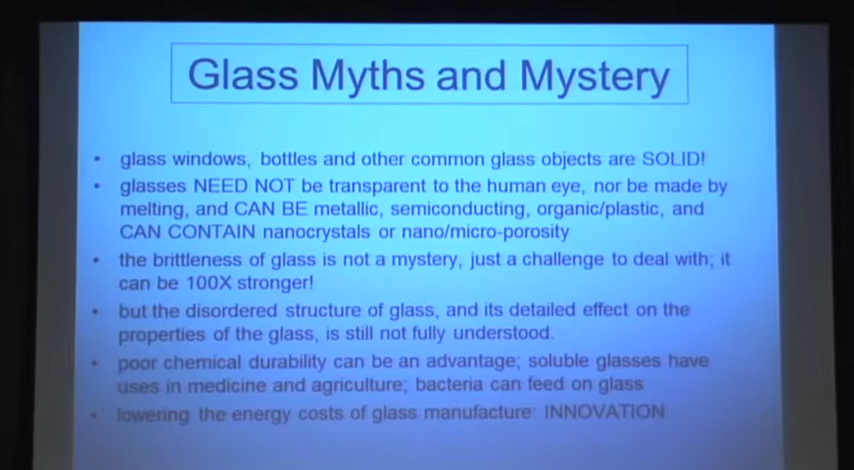 Glass Myths and Mystery
• glass windows, bottles and other common glass objects are SOLID!
• glasses NEED NOT be transparent to the human eye, nor be made by
melting, and CAN BE metallic, semiconducting, organic/plastic, and
CAN CONTAIN nanocrystals or nano/micro-porosity
• the brittleness of glass is not a mystery, just a challenge to deal with; it
can be 100X stronger!
• but the disordered structure of glass, and its detailed effect on the
properties of the glass, is still not fully understood.
• poor chemical durability can be an advantage; soluble glasses have
uses in medicine and agriculture; bacteria can feed on glass
• lowering the energy costs of glass manufacture: INNOVATION